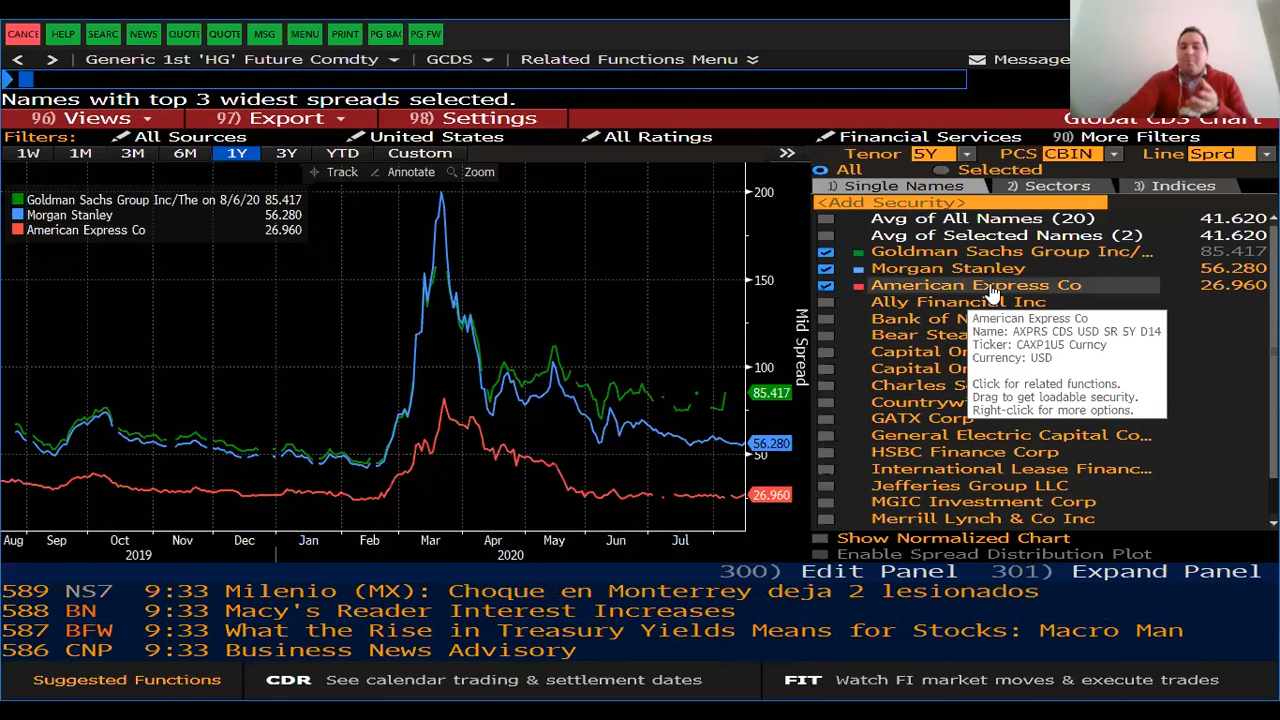 CANCE HELP SEARC NEWS QUOTE QUOTE MSG MENU PRINT PG BAC PG FW
< > Generic 1st 'HG' Future Comdty GCDS Related Functions Menu Message
Names with top 3 widest spreads selected.
96) Views 97) Export 98) Settings Global CDS Chart
Filters: All Sources United States All Ratings Financial Services 90) More Filters
1W 1M 3M 6M 1Y 3Y YTD Custom >> Tenor 5Y PCS CBIN Line Sprd
Track Annotate Zoom
All Selected
1) Single Names 2) Sectors 3) Indices
<Add Security>
Goldman Sachs Group Inc/The on 8/6/20 85.417
Morgan Stanley 56.280
American Express Co 26.960
Avg of All Names (20) 41.620
Avg of Selected Names (2) 41.620
Goldman Sachs Group Inc/... 85.417
Morgan Stanley 56.280
American Express Co 26.960
Ally Financial Inc
Bank of
Bear
Capital
Capital
Charles
GATX
General Electric Capital Co...
HSBC Finance Corp
International Lease Financ...
Jefferies Group LLC
MGIC Investment Corp
Merrill Lynch & Co Inc
American Express Co
Name: AXPRS CDS USD SR 5Y D14
Ticker: CAXP1U5 Curncy
Currency: USD
Click for related functions.
Drag to get loadable security.
Right-click for more options.
200
150
100
50
85.417
56.280
26.960
Mid Spread
Aug Sep Oct Nov Dec Jan Feb Mar Apr May Jun Jul
2019 2020
Show Normalized Chart
Enable Spread Distribution Plot
300) Edit Panel 301) Expand Panel
589 NS7 9:33 Milenio (MX): Choque en Monterrey deja 2 lesionados
588 BN 9:33 Macy's Reader Interest Increases
587 BFW 9:33 What the Rise in Treasury Yields Means for Stocks: Macro Man
586 CNP 9:33 Business News Advisory
Suggested Functions CDR See calendar trading & settlement dates FIT Watch FI market moves & execute trades